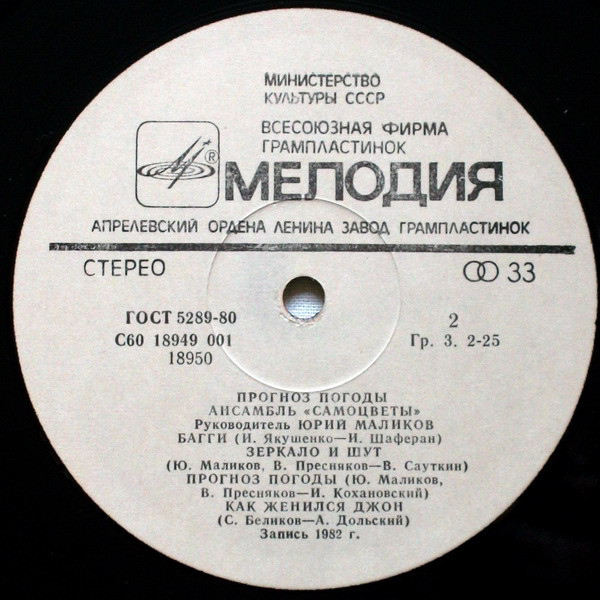 МИНИСТЕРСТВО
КУЛЬТУРЫ СССР
ВСЕСОЮЗНАЯ ФИРМА
ГРАМПЛАСТИНОК
®
МЕЛОДИЯ
АПРЕЛЕВСКИЙ ОРДЕНА ЛЕНИНА ЗАВОД ГРАМПЛАСТИНОК
СТЕРЕО
33
ГОСТ 5289-80
С60 18949 001
18950
2
Гр. 3. 2-25
ПРОГНОЗ ПОГОДЫ
АНСАМБЛЬ «САМОЦВЕТЫ»
Руководитель ЮРИЙ МАЛИКОВ
БАГГИ (И. Якушенко—И. Шаферан)
ЗЕРКАЛО И ШУТ
(Ю. Маликов, В. Пресняков—В. Сауткин)
ПРОГНОЗ ПОГОДЫ (Ю. Маликов,
В. Пресняков—И. Кохановский)
КАК ЖЕНИЛСЯ ДЖОН
(С. Беликов—А. Дольский)
Запись 1982 г.